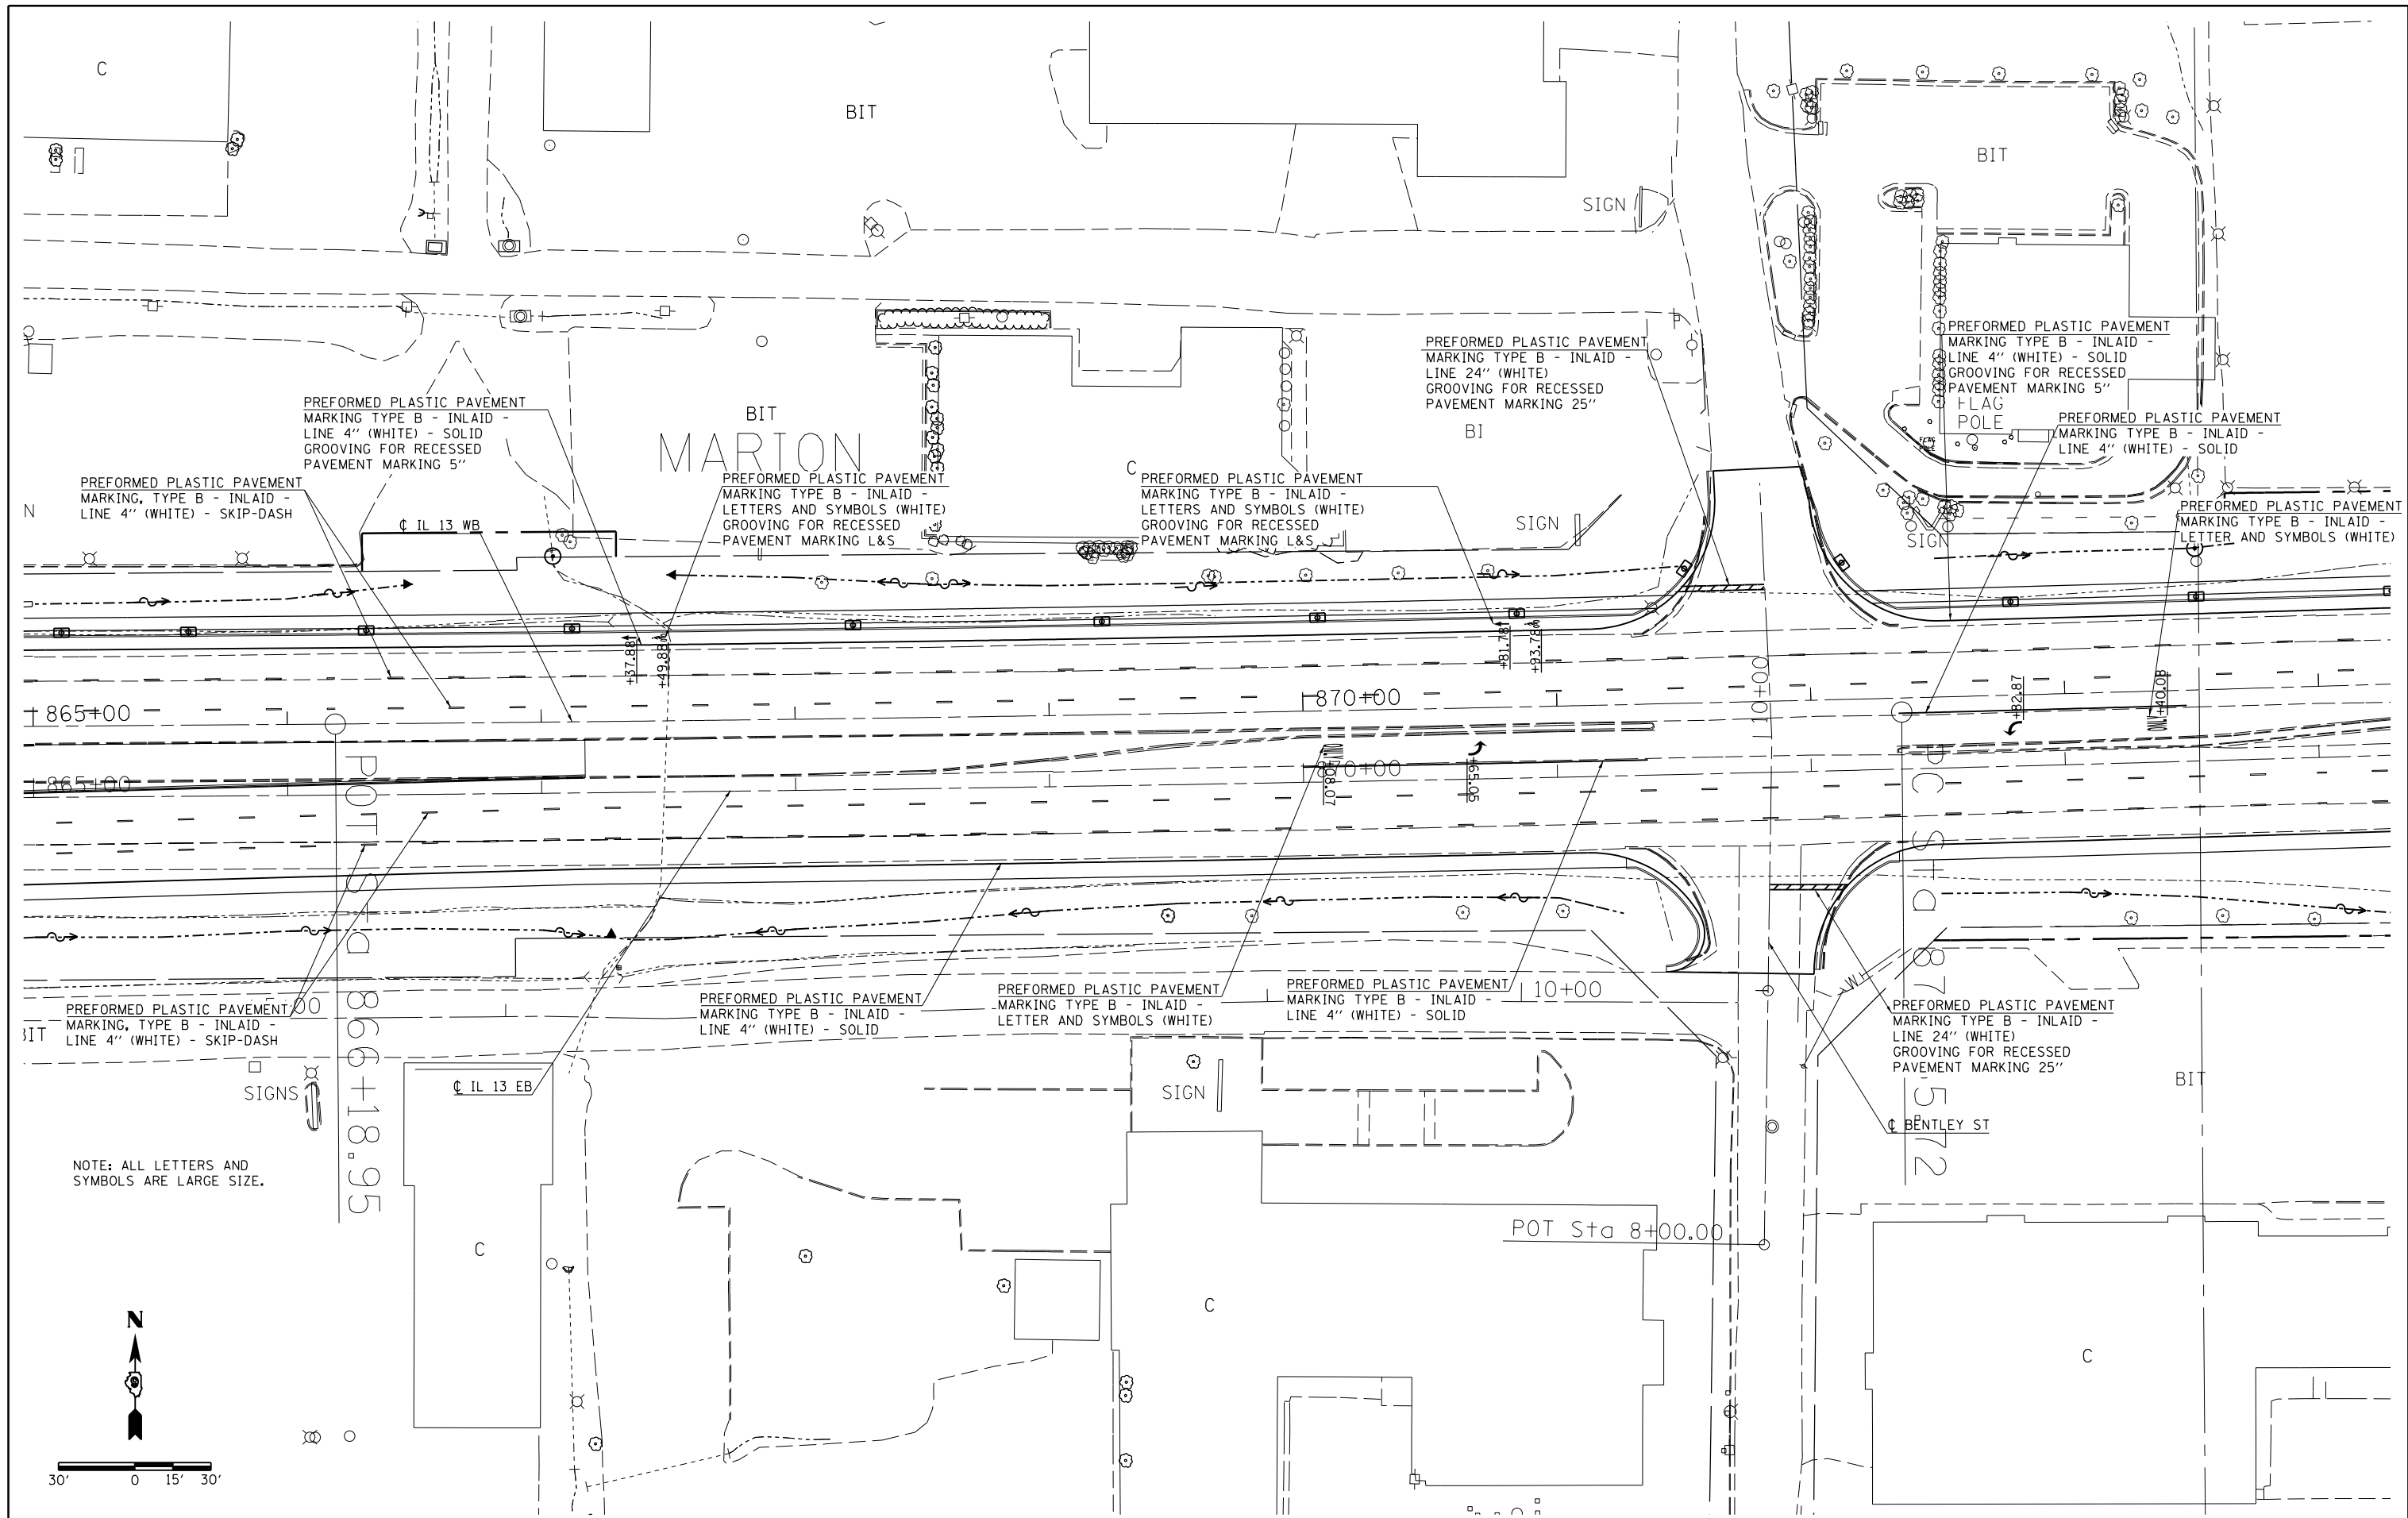 C
BIT
BIT
SIGN
PREFORMED PLASTIC PAVEMENT
MARKING TYPE B - INLAID -
LINE 4" (WHITE) - SOLID
GROOVING FOR RECESSED
PAVEMENT MARKING 5"
PREFORMED PLASTIC PAVEMENT
MARKING TYPE B - INLAID -
LINE 24" (WHITE)
GROOVING FOR RECESSED
PAVEMENT MARKING 25"
FLAG
POLE
FLAG
POLE
PREFORMED PLASTIC PAVEMENT
MARKING TYPE B - INLAID -
LINE 4" (WHITE) - SOLID
GROOVING FOR RECESSED
PAVEMENT MARKING 5"
BIT
MARION
BI
PREFORMED PLASTIC PAVEMENT
MARKING TYPE B - INLAID -
LINE 4" (WHITE) - SOLID
C
PREFORMED PLASTIC PAVEMENT
MARKING, TYPE B - INLAID -
LINE 4" (WHITE) - SKIP-DASH
PREFORMED PLASTIC PAVEMENT
MARKING TYPE B - INLAID -
LETTERS AND SYMBOLS (WHITE)
GROOVING FOR RECESSED
PAVEMENT MARKING L&S
PREFORMED PLASTIC PAVEMENT
MARKING TYPE B - INLAID -
LETTERS AND SYMBOLS (WHITE)
GROOVING FOR RECESSED
PAVEMENT MARKING L&S
PREFORMED PLASTIC PAVEMENT
MARKING TYPE B - INLAID -
LETTER AND SYMBOLS (WHITE)
N
℄ IL 13 WB
SIGN
SIGN
+37.88
+49.88
+81.78
+93.78
865+00
870+00
10+00
+82.87
+40.08
865+00
870+00
+08.07
+65.05
POT Sta 866+18.95
PREFORMED PLASTIC PAVEMENT
MARKING, TYPE B - INLAID -
LINE 4" (WHITE) - SKIP-DASH
00
BIT
PREFORMED PLASTIC PAVEMENT
MARKING TYPE B - INLAID -
LINE 4" (WHITE) - SOLID
PREFORMED PLASTIC PAVEMENT
MARKING TYPE B - INLAID -
LETTER AND SYMBOLS (WHITE)
PREFORMED PLASTIC PAVEMENT
MARKING TYPE B - INLAID -
LINE 4" (WHITE) - SOLID
10+00
W
PREFORMED PLASTIC PAVEMENT
MARKING TYPE B - INLAID -
LINE 24" (WHITE)
GROOVING FOR RECESSED
PAVEMENT MARKING 25"
SIGNS
℄ IL 13 EB
SIGN
BIT
℄ BENTLEY ST
NOTE: ALL LETTERS AND
SYMBOLS ARE LARGE SIZE.
POT Sta 8+00.00
C
C
C
N
30' 0 15' 30'